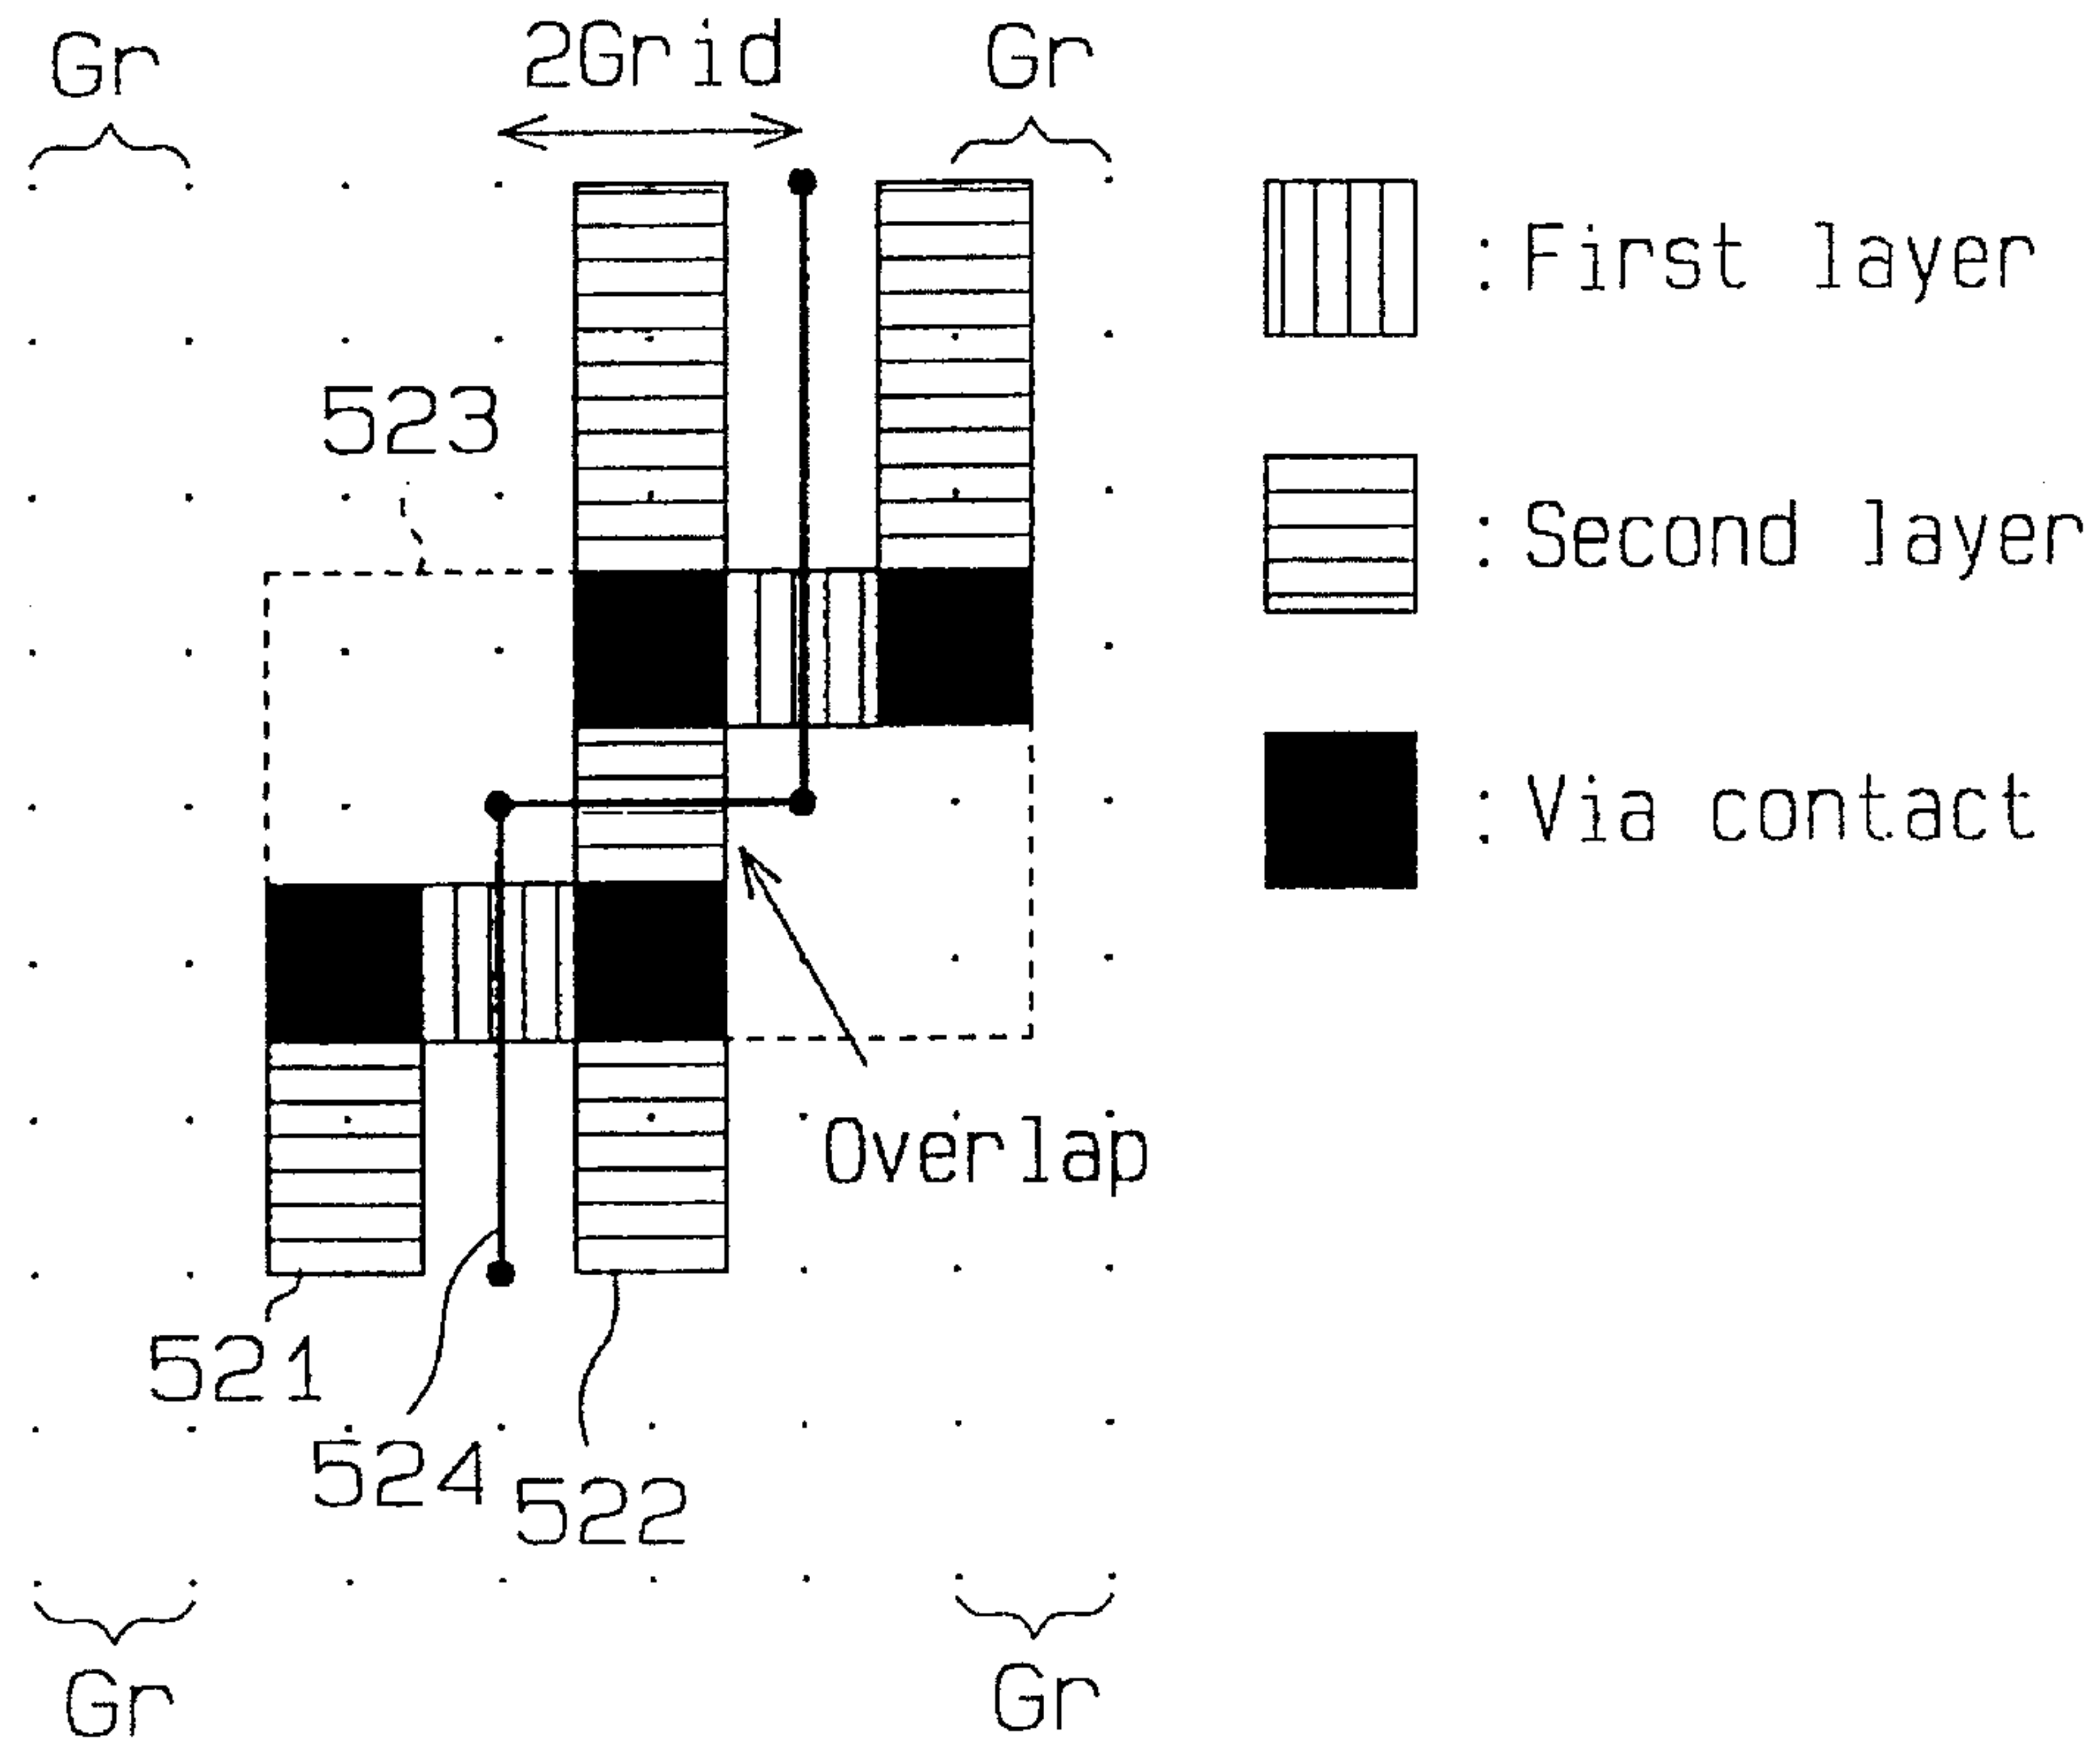 Gr
2Grid
Gr
:First layer
523
:Second layer
:Via contact
Overlap
521
524
522
Gr
Gr